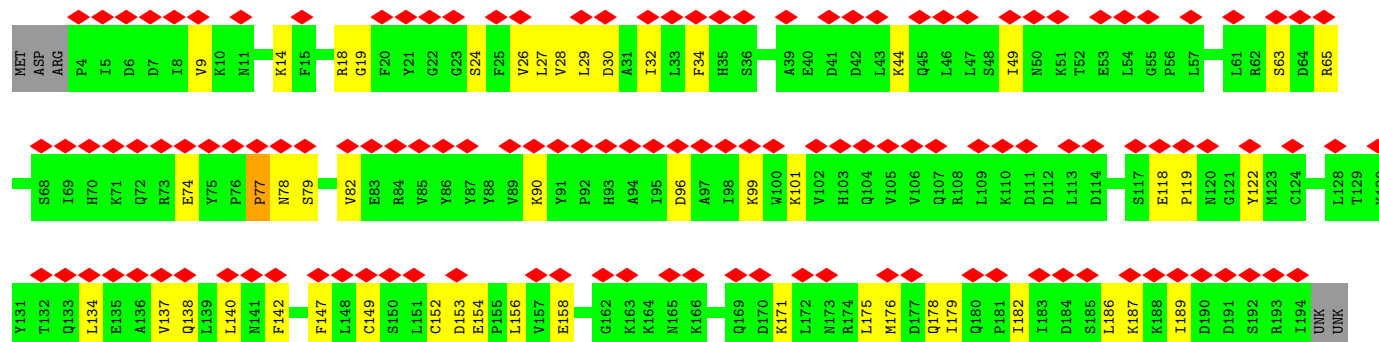 MET ASP ARG P4 I5 D6 D7 I8 V9 K10 N11 K14 F15 R18 G19 F20 Y21 G22 G23 S24 F25 V26 L27 V28 L29 D30 A31 I32 L33 F34 H35 S36 A39 E40 D41 D42 L43 K44 Q45 L46 L47 S48 I49 N50 K51 T52 E53 L54 G55 P56 L57 L61 R62 S63 D64 R65
S68 I69 H70 K71 Q72 R73 E74 Y75 P76 P77 N78 S79 V82 E83 R84 V85 Y86 Y87 Y88 V89 K90 Y91 P92 H93 A94 I95 D96 A97 I98 K99 W100 K101 V102 H103 Q104 V105 V106 Q107 R108 L109 K110 D111 D112 L113 D114 S117 E118 P119 N120 G121 Y122 M123 C124 L128 T129
Y131 T132 Q133 L134 E135 A136 V137 Q138 L139 L140 N141 F142 F147 L148 C149 S150 L151 C152 D153 E154 P155 L156 V157 E158 G162 K163 K164 N165 K166 Q169 D170 K171 L172 N173 R174 L175 M176 D177 Q178 I179 Q180 P181 I182 I183 D184 S185 L186 K187 K188 I189 D190 D191 S192 R193 I194 UNK UNK